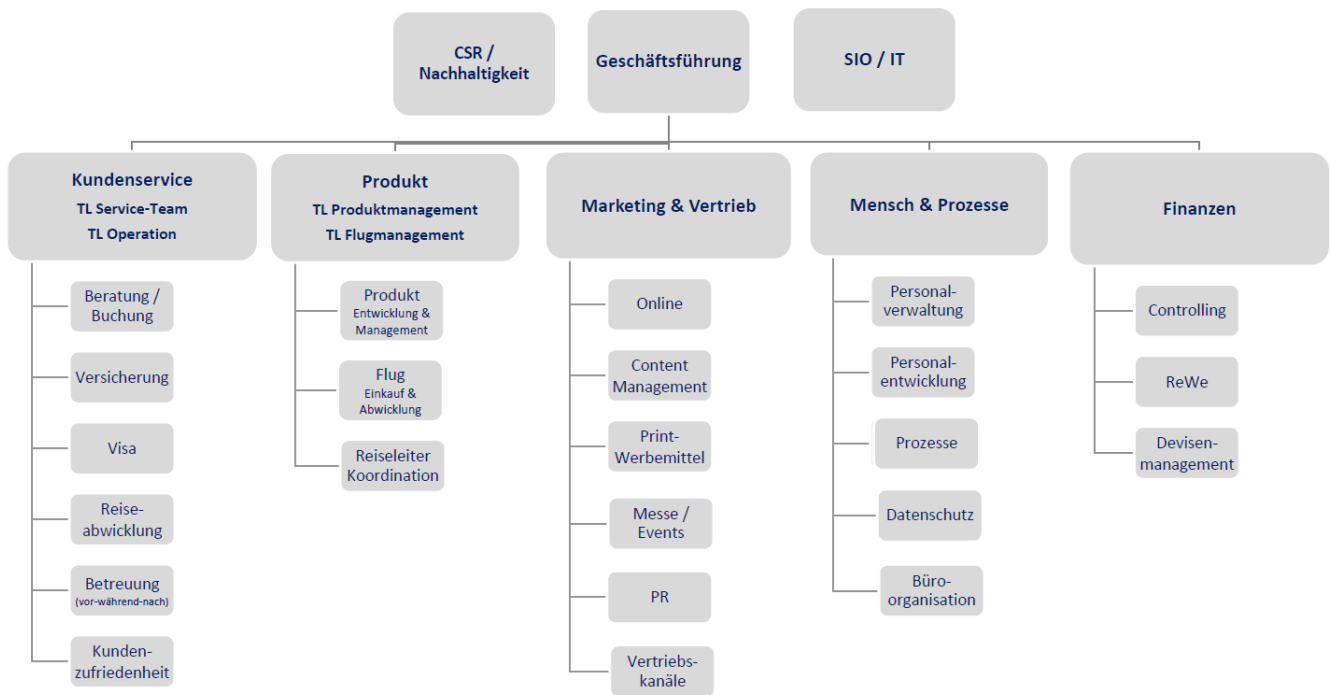 CSR /
Nachhaltigkeit
Geschäftsführung
SIO / IT
Kundenservice
TL Service-Team
TL Operation
Produkt
TL Produktmanagement
TL Flugmanagement
Marketing & Vertrieb
Mensch & Prozesse
Finanzen
Beratung /
Buchung
Versicherung
Visa
Reise-
abwicklung
Betreuung
(vor-während-nach)
Kunden-
zufriedenheit
Produkt
Entwicklung &
Management
Flug
Einkauf &
Abwicklung
Reiseleiter
Koordination
Online
Content
Management
Print-
Werbemittel
Messe /
Events
PR
Vertriebs-
kanäle
Personal-
verwaltung
Personal-
entwicklung
Prozesse
Datenschutz
Büro-
organisation
Controlling
ReWe
Devisen-
management